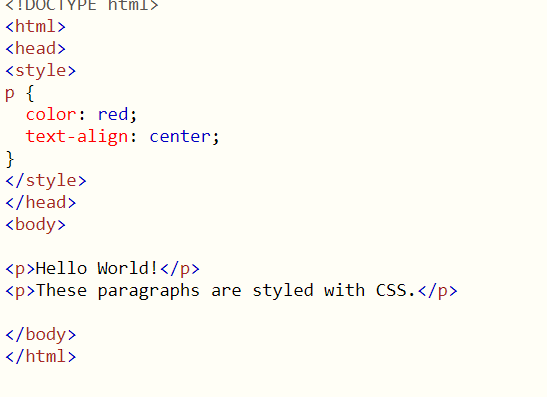 <!DOCTYPE html>
<html>
<head>
<style>
p {
  color: red;
  text-align: center;
}
</style>
</head>
<body>

<p>Hello World!</p>
<p>These paragraphs are styled with CSS.</p>

</body>
</html>